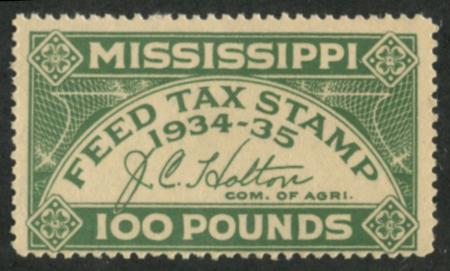 MISSISSIPPI
FEED TAX STAMP
1934-35
J. C. Holton
COM. OF AGRI.
100 POUNDS